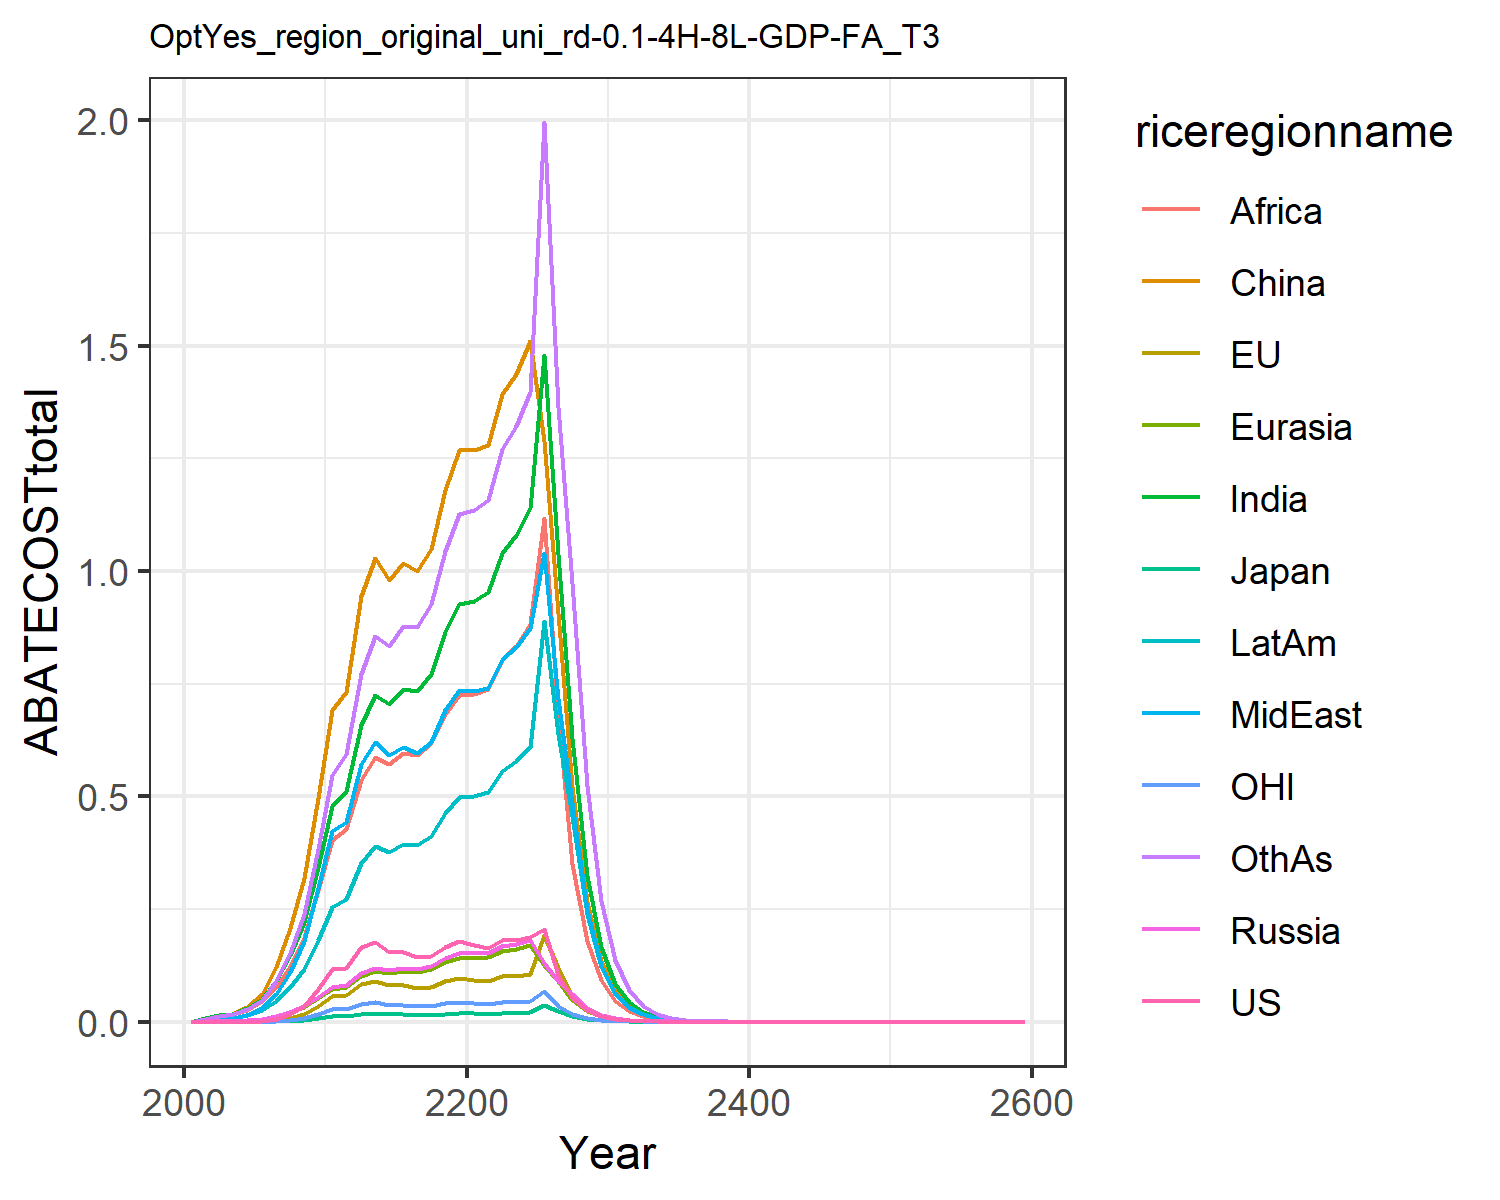 OptYes_region_original_uni_rd-0.1-4H-8L-GDP-FA_T3
ABATECOSTtotal
2.0
1.5
1.0
0.5
0.0
2000
2200
2400
2600
Year
riceregionname
Africa
China
EU
Eurasia
India
Japan
LatAm
MidEast
OHI
OthAs
Russia
US